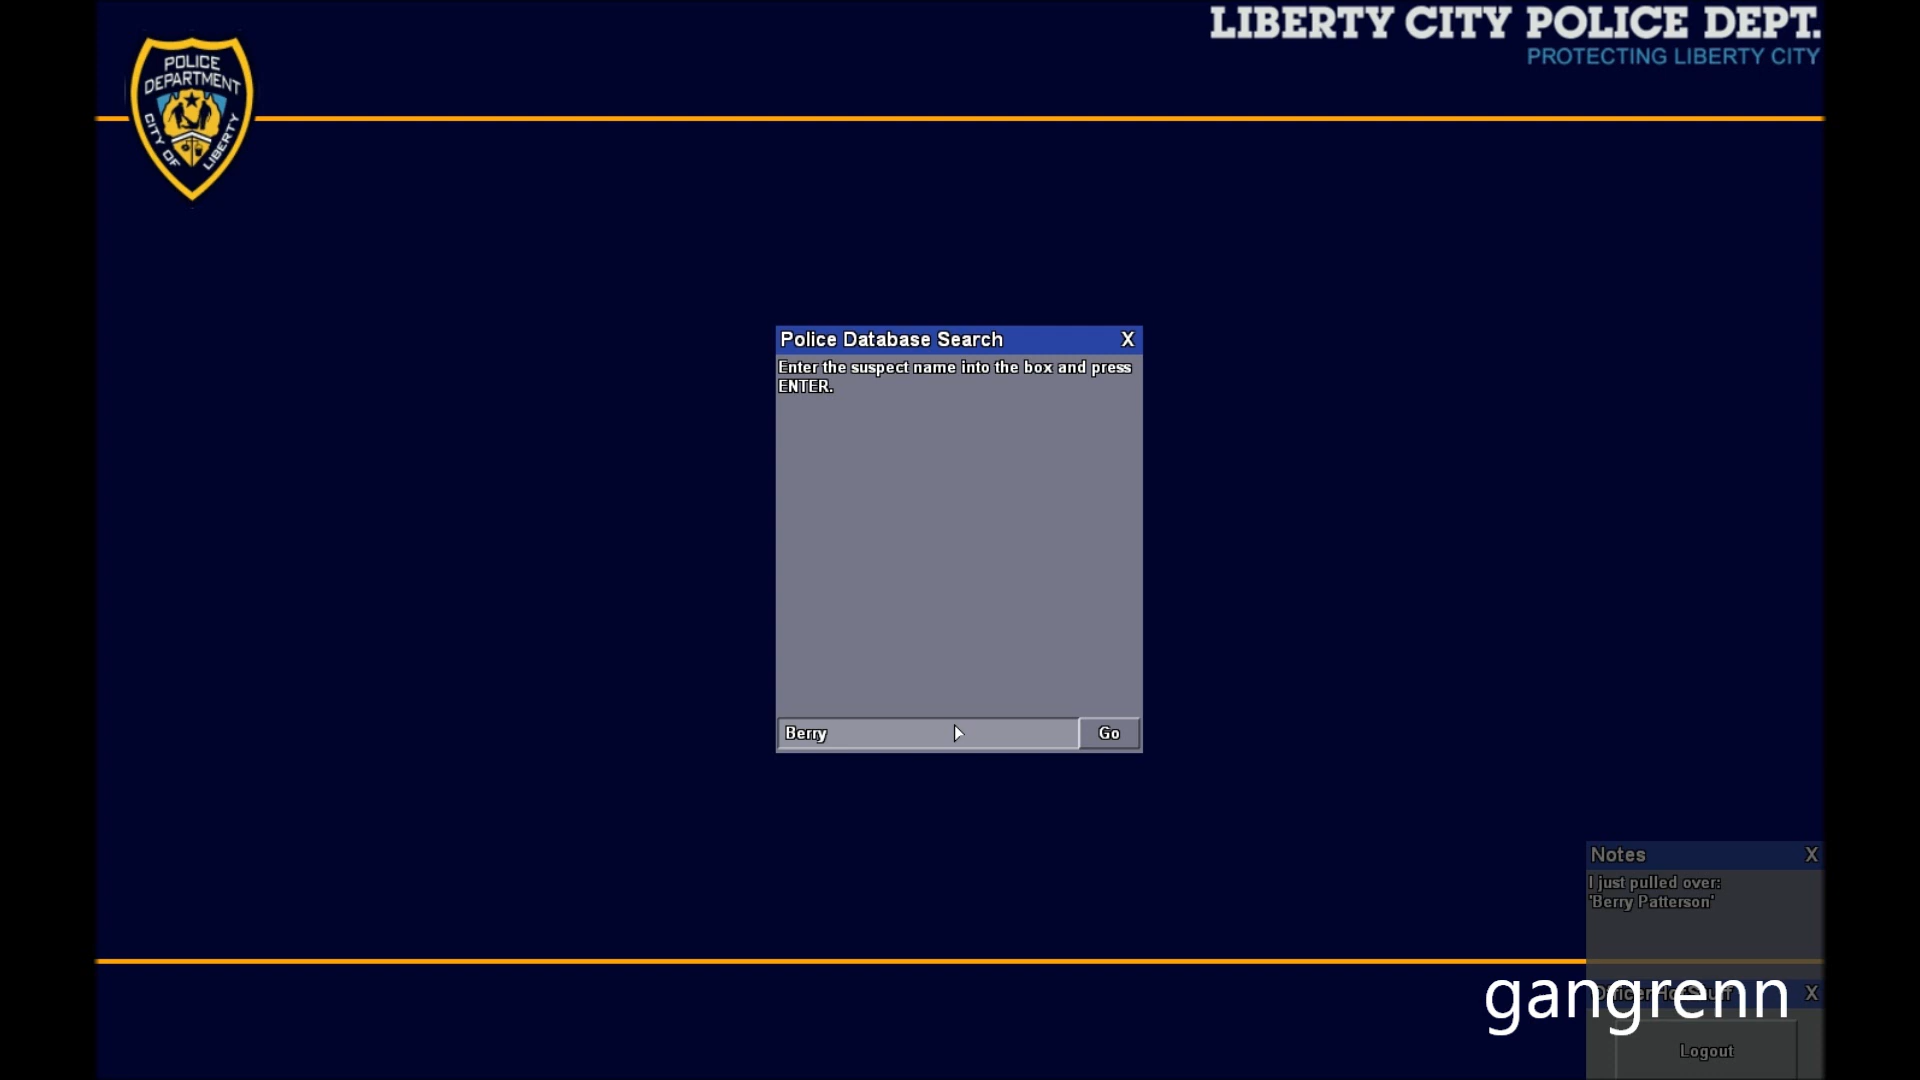 LIBERTY CITY POLICE DEPT.
PROTECTING LIBERTY CITY
POLICE
DEPARTMENT
CITY OF LIBERTY
Police Database Search X
Enter the suspect name into the box and press
ENTER.
Berry Go
Notes X
I just pulled over:
'Berry Patterson'
gangrenn
X
Logout